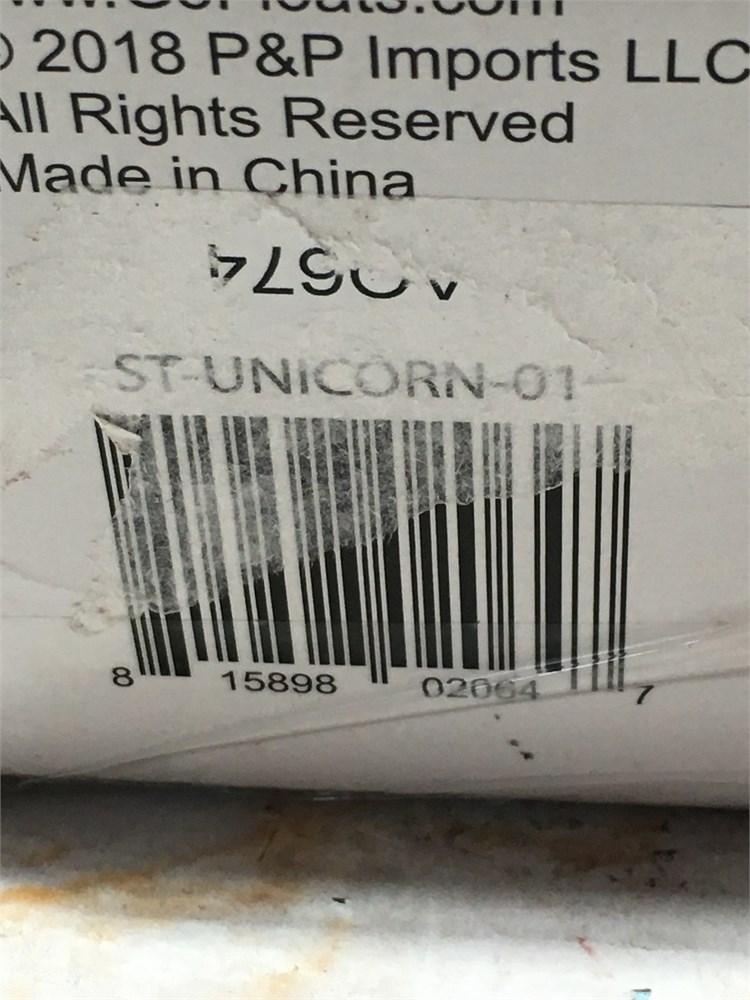 © 2018 P&P Imports LLC
All Rights Reserved
Made in China
ST-UNICORN-01
8 15898 02064 7